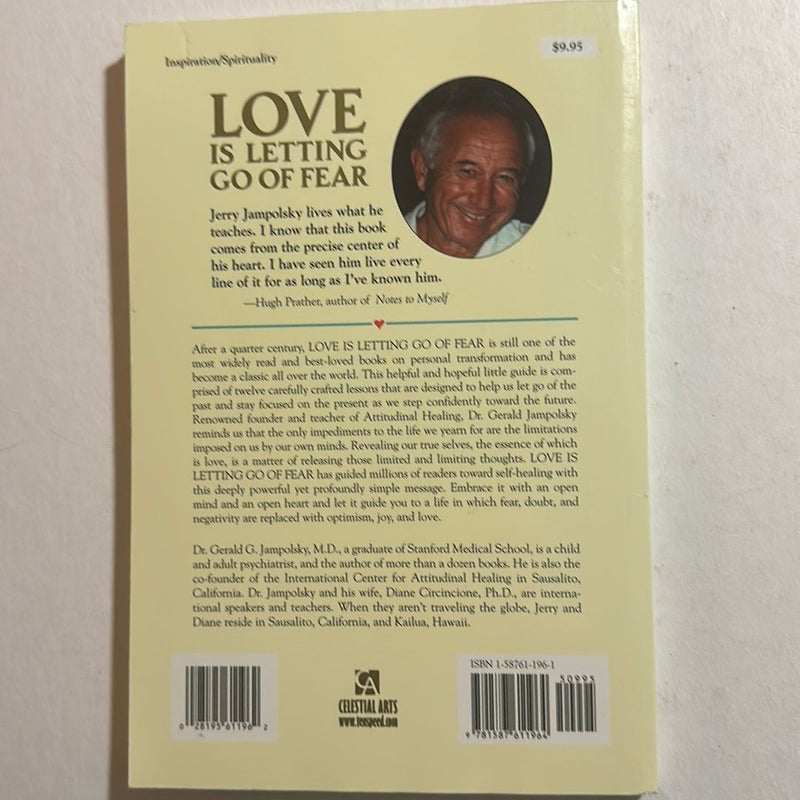 Inspiration/Spirituality
$9.95
LOVE
IS LETTING
GO OF FEAR
Jerry Jampolsky lives what he
teaches. I know that this book
comes from the precise center of
his heart. I have seen him live every
line of it for as long as I've known him.
—Hugh Prather, author of Notes to Myself
After a quarter century, LOVE IS LETTING GO OF FEAR is still one of the
most widely read and best-loved books on personal transformation and has
become a classic all over the world. This helpful and hopeful little guide is com-
prised of twelve carefully crafted lessons that are designed to help us let go of the
past and stay focused on the present as we step confidently toward the future.
Renowned founder and teacher of Attitudinal Healing, Dr. Gerald Jampolsky
reminds us that the only impediments to the life we yearn for are the limitations
imposed on us by our own minds. Revealing our true selves, the essence of which
is love, is a matter of releasing those limited and limiting thoughts. LOVE IS
LETTING GO OF FEAR has guided millions of readers toward self-healing with
this deeply powerful yet profoundly simple message. Embrace it with an open
mind and an open heart and let it guide you to a life in which fear, doubt, and
negativity are replaced with optimism, joy, and love.
Dr. Gerald G. Jampolsky, M.D., a graduate of Stanford Medical School, is a child
and adult psychiatrist, and the author of more than a dozen books. He is also the
co-founder of the International Center for Attitudinal Healing in Sausalito,
California. Dr. Jampolsky and his wife, Diane Circincione, Ph.D., are interna-
tional speakers and teachers. When they aren't traveling the globe, Jerry and
Diane reside in Sausalito, California, and Kailua, Hawaii.
0 28195 61196 2
CA
CELESTIAL ARTS
www.tenspeed.com
ISBN 1-58761-196-1
50995
9 781587 611964